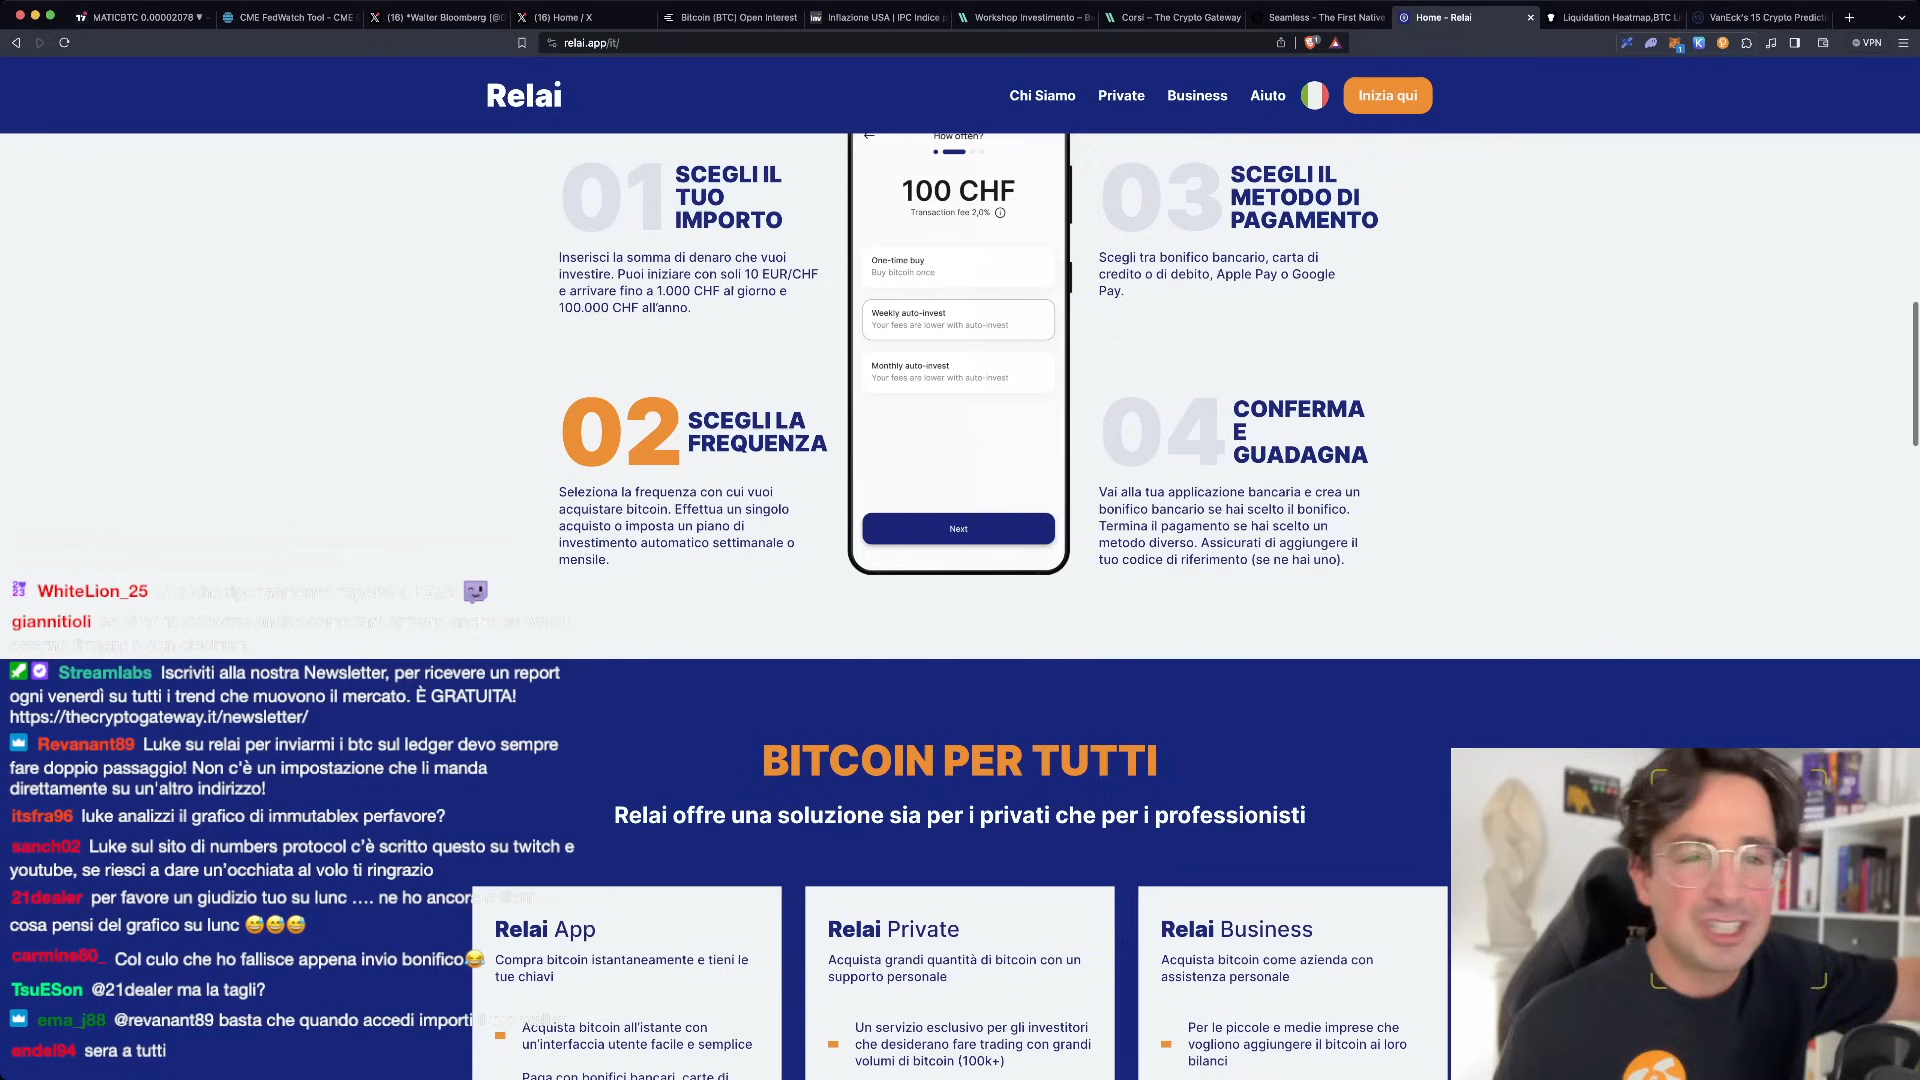 MATICBTC 0.00002078
CME FedWatch Tool - CME
(16) *Walter Bloomberg (@D
(16) Home / X
Bitcoin (BTC) Open Interest
Inflazione USA | IPC Indice p
Workshop Investimento – B
Corsi – The Crypto Gateway
Seamless - The First Native
Home - Relai
Liquidation Heatmap,BTC Li
VanEck's 15 Crypto Predict
relai.app/it/
VPN
Relai
Chi Siamo
Private
Business
Aiuto
Inizia qui
01 SCEGLI IL
TUO
IMPORTO
Inserisci la somma di denaro che vuoi
investire. Puoi iniziare con soli 10 EUR/CHF
e arrivare fino a 1.000 CHF al giorno e
100.000 CHF all'anno.
02 SCEGLI LA
FREQUENZA
Seleziona la frequenza con cui vuoi
acquistare bitcoin. Effettua un singolo
acquisto o imposta un piano di
investimento automatico settimanale o
mensile.
How often?
100 CHF
Transaction fee 2,0%
One-time buy
Buy bitcoin once
Weekly auto-invest
Your fees are lower with auto-invest
Monthly auto-invest
Your fees are lower with auto-invest
Next
03 SCEGLI IL
METODO DI
PAGAMENTO
Scegli tra bonifico bancario, carta di
credito o di debito, Apple Pay o Google
Pay.
04 CONFERMA
E
GUADAGNA
Vai alla tua applicazione bancaria e crea un
bonifico bancario se hai scelto il bonifico.
Termina il pagamento se hai scelto un
metodo diverso. Assicurati di aggiungere il
tuo codice di riferimento (se ne hai uno).
WhiteLion_25
giannitioli
Streamlabs Iscriviti alla nostra Newsletter, per ricevere un report
ogni venerdì su tutti i trend che muovono il mercato. È GRATUITA!
https://thecryptogateway.it/newsletter/
Revanant89 Luke su relai per inviarmi i btc sul ledger devo sempre
fare doppio passaggio! Non c'è un impostazione che li manda
direttamente su un'altro indirizzo!
itsfra96 luke analizzi il grafico di immutablex perfavore?
sanch02 Luke sul sito di numbers protocol c'è scritto questo su twitch e
youtube, se riesci a dare un'occhiata al volo ti ringrazio
21dealer per favore un giudizio tuo su lunc .... ne ho ancora
cosa pensi del grafico su lunc 😅😅😅
carmine80_ Col culo che ho fallisce appena invio bonifico😂
TsuESon @21dealer ma la tagli?
ema_j88 @revanant89 basta che quando accedi importi
endel94 sera a tutti
BITCOIN PER TUTTI
Relai offre una soluzione sia per i privati che per i professionisti
Relai App
Compra bitcoin istantaneamente e tieni le
tue chiavi
Acquista bitcoin all'istante con
un'interfaccia utente facile e semplice
Paga con bonifici bancari, carte di
Relai Private
Acquista grandi quantità di bitcoin con un
supporto personale
Un servizio esclusivo per gli investitori
che desiderano fare trading con grandi
volumi di bitcoin (100k+)
Relai Business
Acquista bitcoin come azienda con
assistenza personale
Per le piccole e medie imprese che
vogliono aggiungere il bitcoin ai loro
bilanci